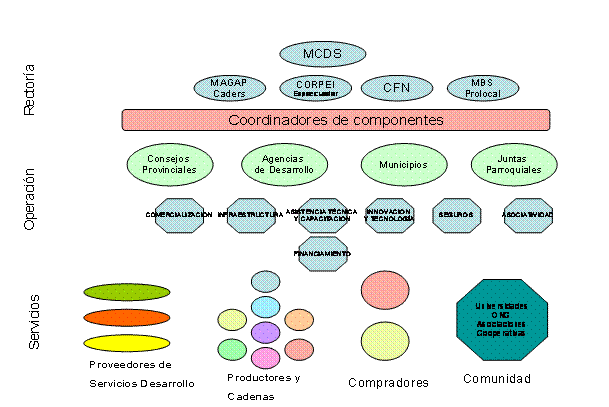 Rectoría
MCDS
MAGAP
Caders
CORPEI
CFN
MBS
Prolocal
Coordinadores de componentes
Operación
Consejos
Provinciales
Agencias
de Desarrollo
Municipios
Juntas
Parroquiales
COMERCIALIZACION
INFRAESTRUCTURA
ASISTENCIA TÉCNICA
Y CAPACITACIÓN
INNOVACION
Y TECNOLOGÍA
SEGUROS
ASOCIATIVIDAD
FINANCIAMIENTO
Servicios
Universidades
ONG
Asociaciones
Cooperativas
Proveedores de
Servicios Desarrollo
Productores y
Cadenas
Compradores
Comunidad